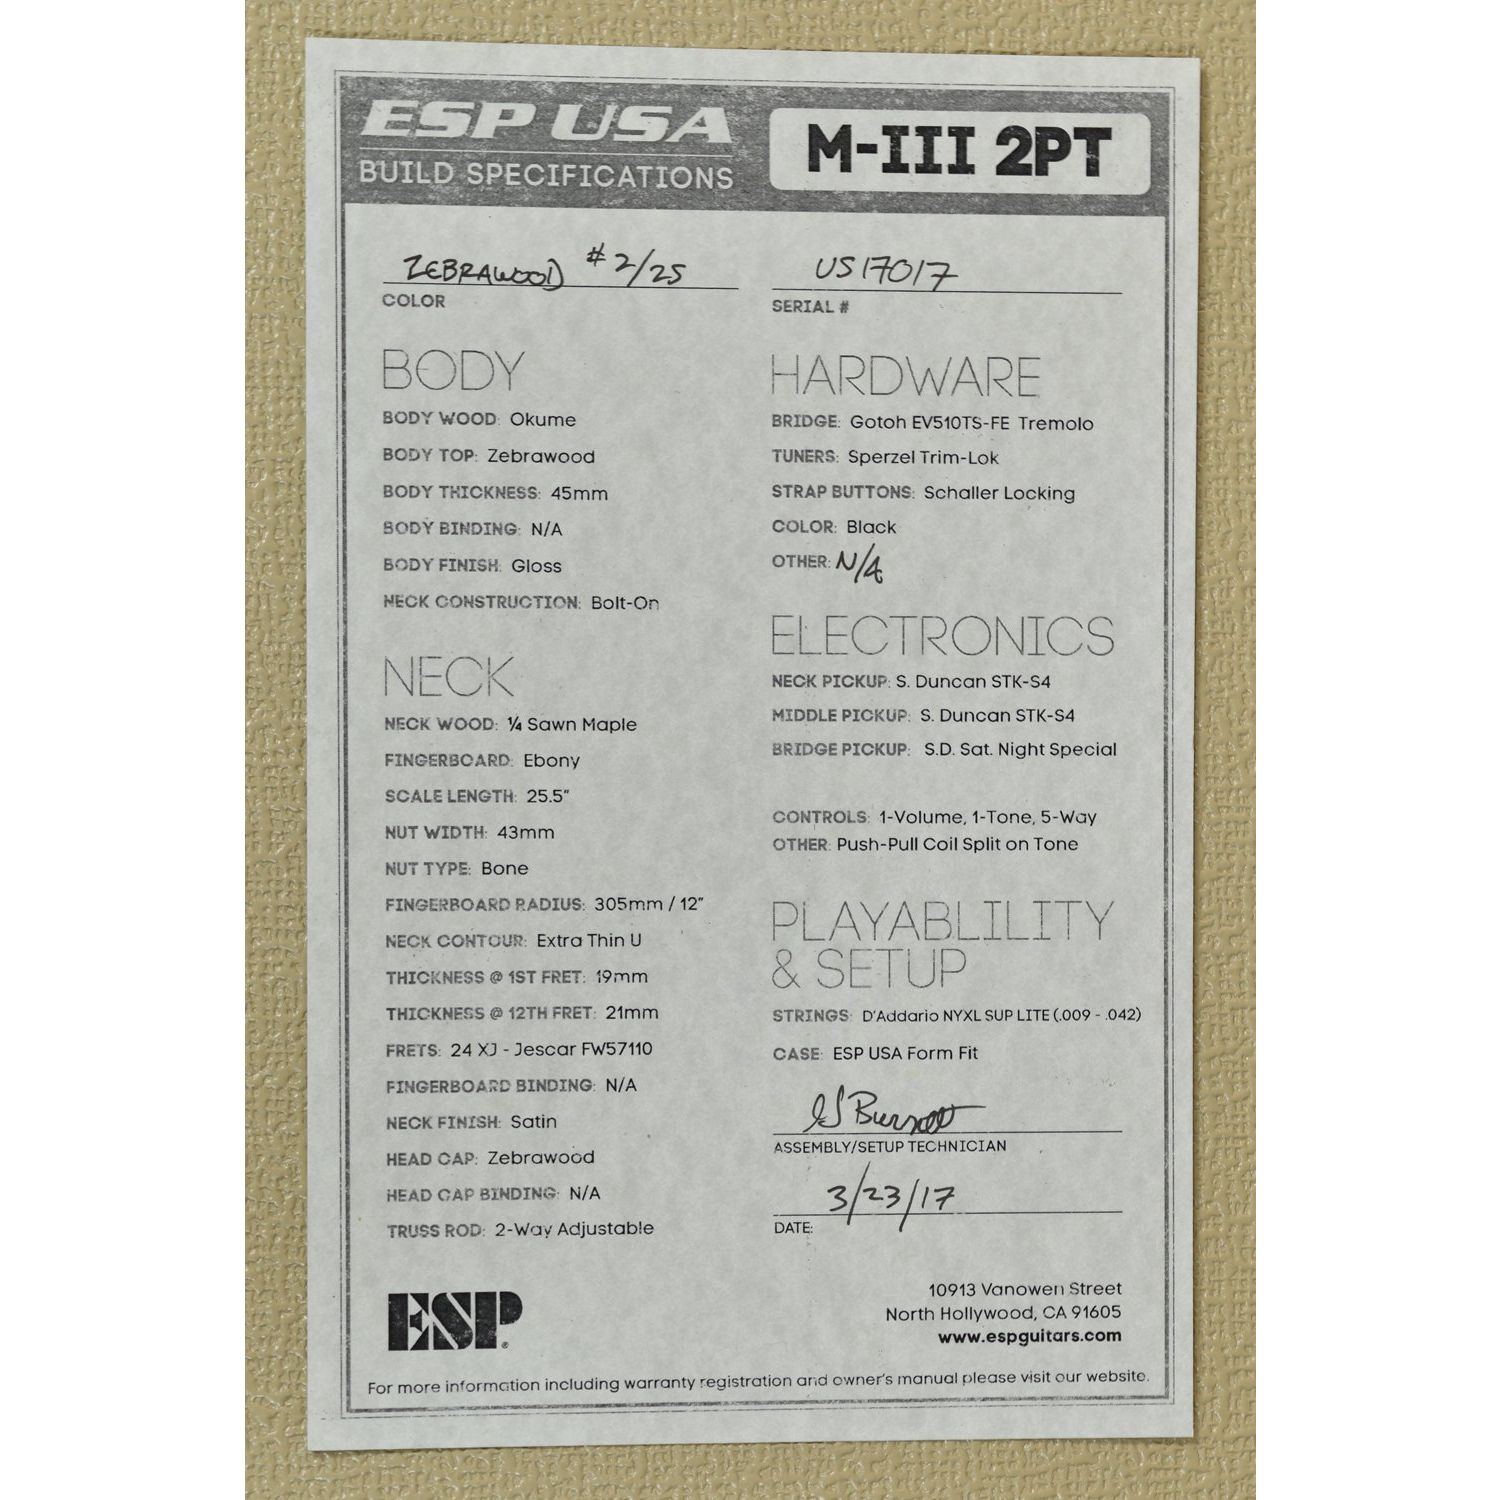 ESP USA
BUILD SPECIFICATIONS
M-III 2PT
ZEBRAWOOD #2/25
COLOR
US17017
SERIAL #
BODY
BODY WOOD: Okume
BODY TOP: Zebrawood
BODY THICKNESS: 45mm
BODY BINDING: N/A
BODY FINISH: Gloss
NECK CONSTRUCTION: Bolt-On
NECK
NECK WOOD: ¼ Sawn Maple
FINGERBOARD: Ebony
SCALE LENGTH: 25.5"
NUT WIDTH: 43mm
NUT TYPE: Bone
FINGERBOARD RADIUS: 305mm / 12"
NECK CONTOUR: Extra Thin U
THICKNESS @ 1ST FRET: 19mm
THICKNESS @ 12TH FRET: 21mm
FRETS: 24 XJ - Jescar FW57110
FINGERBOARD BINDING: N/A
NECK FINISH: Satin
HEAD CAP: Zebrawood
HEAD CAP BINDING: N/A
TRUSS ROD: 2-Way Adjustable
HARDWARE
BRIDGE: Gotoh EV510TS-FE Tremolo
TUNERS: Sperzel Trim-Lok
STRAP BUTTONS: Schaller Locking
COLOR: Black
OTHER: N/A
ELECTRONICS
NECK PICKUP: S. Duncan STK-S4
MIDDLE PICKUP: S. Duncan STK-S4
BRIDGE PICKUP: S.D. Sat. Night Special
CONTROLS: 1-Volume, 1-Tone, 5-Way
OTHER: Push-Pull Coil Split on Tone
PLAYABLILITY
& SETUP
STRINGS: D'Addario NYXL SUP LITE (.009 - .042)
CASE: ESP USA Form Fit
Burnett
ASSEMBLY/SETUP TECHNICIAN
3/23/17
DATE:
ESP®
10913 Vanowen Street
North Hollywood, CA 91605
www.espguitars.com
For more information including warranty registration and owner's manual please visit our website.